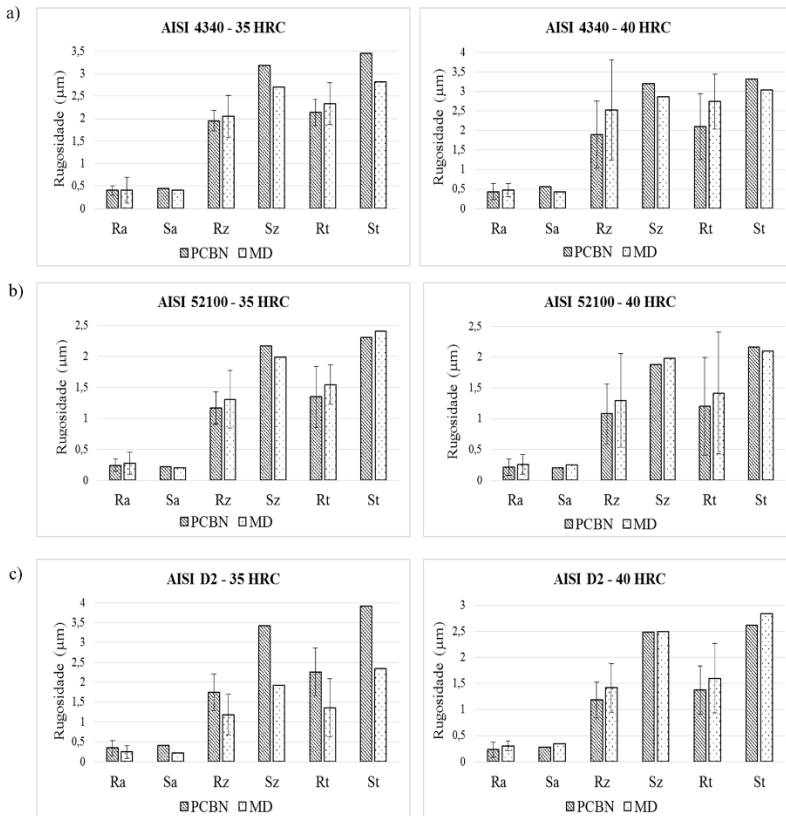 a)
AISI 4340 - 35 HRC
Rugosidade (µm)
3,5
3
2,5
2
1,5
1
0,5
0
Ra Sa Rz Sz Rt St
PCBN MD
AISI 4340 - 40 HRC
Rugosidade (µm)
4
3,5
3
2,5
2
1,5
1
0,5
0
Ra Sa Rz Sz Rt St
PCBN MD
b)
AISI 52100 - 35 HRC
Rugosidade (µm)
2,5
2
1,5
1
0,5
0
Ra Sa Rz Sz Rt St
PCBN MD
AISI 52100 - 40 HRC
Rugosidade (µm)
2,5
2
1,5
1
0,5
0
Ra Sa Rz Sz Rt St
PCBN MD
c)
AISI D2 - 35 HRC
Rugosidade (µm)
4
3,5
3
2,5
2
1,5
1
0,5
0
Ra Sa Rz Sz Rt St
PCBN MD
AISI D2 - 40 HRC
Rugosidade (µm)
3
2,5
2
1,5
1
0,5
0
Ra Sa Rz Sz Rt St
PCBN MD